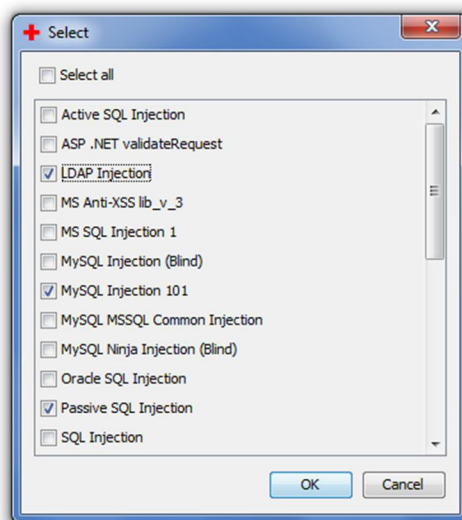 Select
Select all
Active SQL Injection
ASP .NET validateRequest
LDAP Injection
MS Anti-XSS lib_v_3
MS SQL Injection 1
MySQL Injection (Blind)
MySQL Injection 101
MySQL MSSQL Common Injection
MySQL Ninja Injection (Blind)
Oracle SQL Injection
Passive SQL Injection
SQL Injection
OK
Cancel